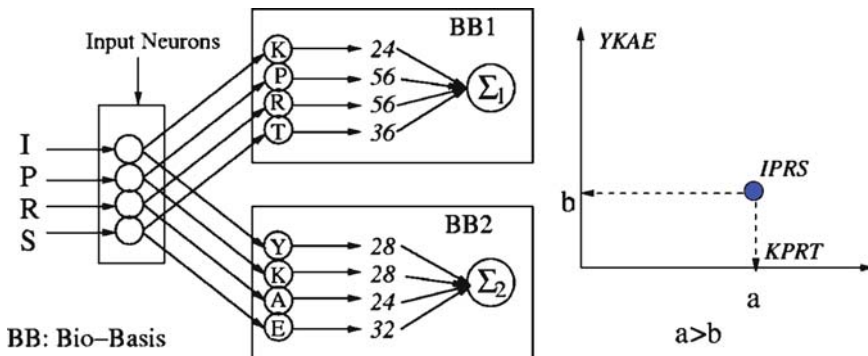 Input Neurons
I
P
R
S
BB: Bio-Basis
BB1
K 24
P 56
R 56
T 36
Σ1
BB2
Y 28
K 28
A 24
E 32
Σ2
YKAE
IPRS
b
KPRT
a
a>b